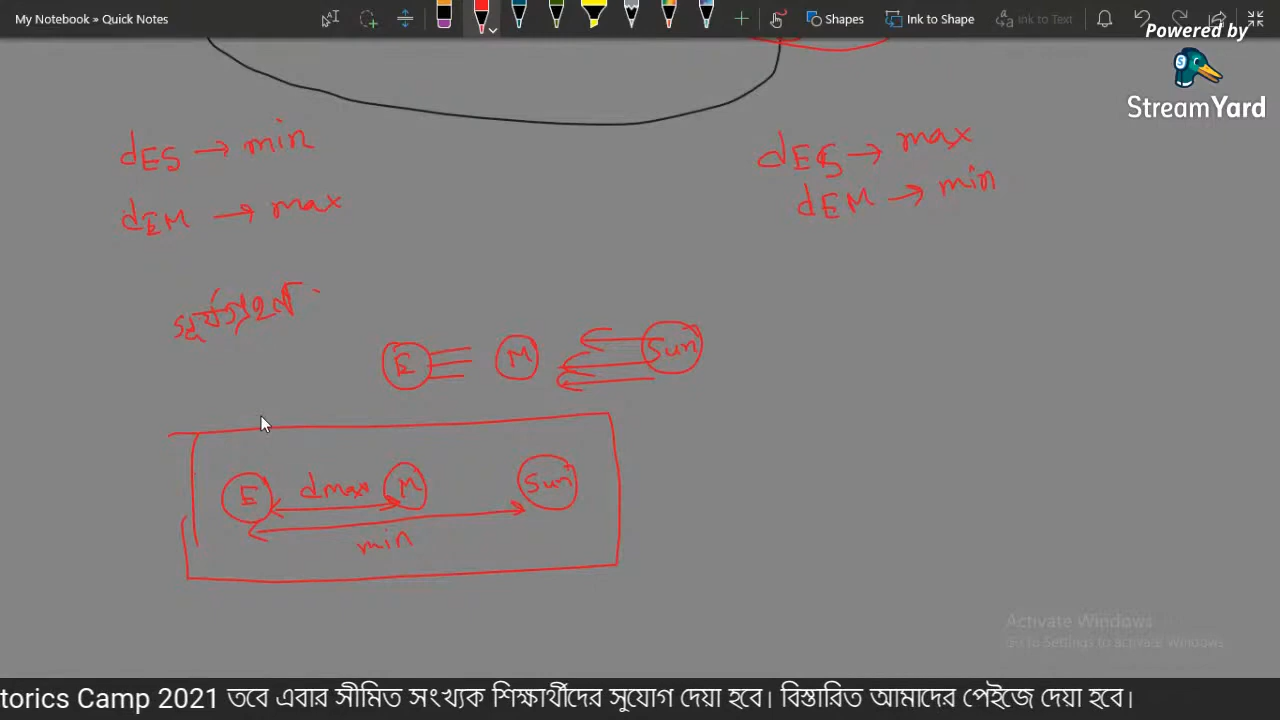 My Notebook » Quick Notes
Shapes
Ink to Shape
Ink to Text
Powered by
StreamYard
dES → min
dEM → max
dES → max
dEM → min
সূর্যগ্রহণ
E M Sun
E dmax M Sun
min
Activate Windows
Go to Settings to activate Windows.
torics Camp 2021 তবে এবার সীমিত সংখ্যক শিক্ষার্থীদের সুযোগ দেয়া হবে। বিস্তারিত আমাদের পেইজে দেয়া হবে।